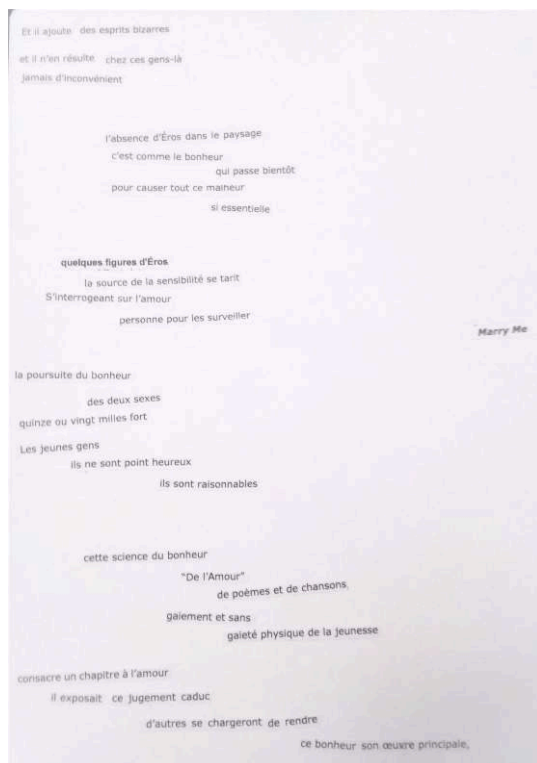 Et il ajoute des esprits bizarres
et il n'en résulte chez ces gens-là
jamais d'inconvénient
l'absence d'Éros dans le paysage
c'est comme le bonheur
qui passe bientôt
pour causer tout ce malheur
si essentielle
quelques figures d'Éros
la source de la sensibilité se tarit
S'interrogeant sur l'amour
personne pour les surveiller
Marry Me
la poursuite du bonheur
des deux sexes
quinze ou vingt milles fort
Les jeunes gens
ils ne sont point heureux
ils sont raisonnables
cette science du bonheur
"De l'Amour"
de poèmes et de chansons,
gaiement et sans
gaieté physique de la jeunesse
consacre un chapitre à l'amour
il exposait ce jugement caduc
d'autres se chargeront de rendre
ce bonheur son œuvre principale,